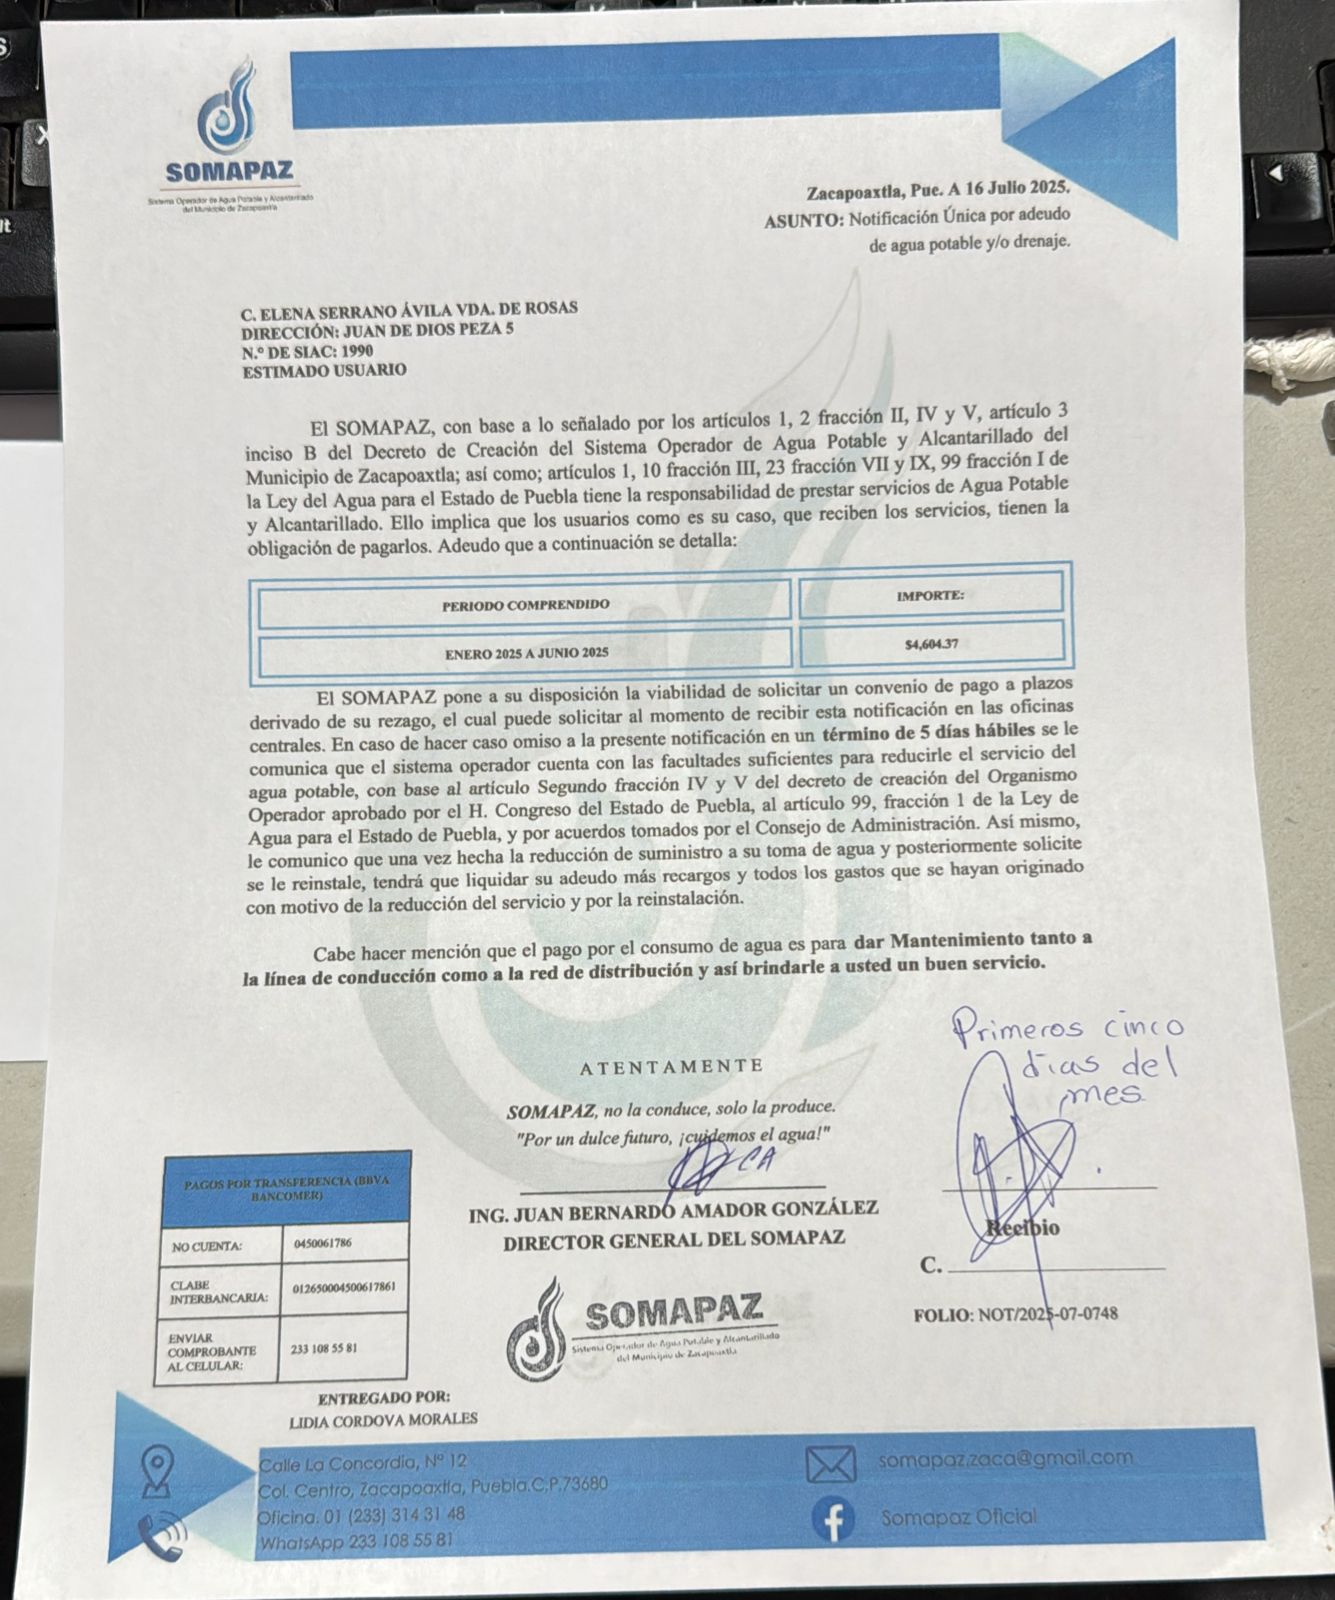 SOMAPAZ
Sistema Operador de Agua Potable y Alcantarillado
del Municipio de Zacapoaxtla
Zacapoaxtla, Pue. A 16 Julio 2025.
ASUNTO: Notificación Única por adeudo
de agua potable y/o drenaje.
C. ELENA SERRANO ÁVILA VDA. DE ROSAS
DIRECCIÓN: JUAN DE DIOS PEZA 5
N.º DE SIAC: 1990
ESTIMADO USUARIO
El SOMAPAZ, con base a lo señalado por los artículos 1, 2 fracción II, IV y V, artículo 3
inciso B del Decreto de Creación del Sistema Operador de Agua Potable y Alcantarillado del
Municipio de Zacapoaxtla; así como; artículos 1, 10 fracción III, 23 fracción VII y IX, 99 fracción I de
la Ley del Agua para el Estado de Puebla tiene la responsabilidad de prestar servicios de Agua Potable
y Alcantarillado. Ello implica que los usuarios como es su caso, que reciben los servicios, tienen la
obligación de pagarlos. Adeudo que a continuación se detalla:
PERIODO COMPRENDIDO IMPORTE:
ENERO 2025 A JUNIO 2025 $4,604.37
El SOMAPAZ pone a su disposición la viabilidad de solicitar un convenio de pago a plazos
derivado de su rezago, el cual puede solicitar al momento de recibir esta notificación en las oficinas
centrales. En caso de hacer caso omiso a la presente notificación en un término de 5 días hábiles se le
comunica que el sistema operador cuenta con las facultades suficientes para reducirle el servicio del
agua potable, con base al artículo Segundo fracción IV y V del decreto de creación del Organismo
Operador aprobado por el H. Congreso del Estado de Puebla, al artículo 99, fracción 1 de la Ley de
Agua para el Estado de Puebla, y por acuerdos tomados por el Consejo de Administración. Así mismo,
le comunico que una vez hecha la reducción de suministro a su toma de agua y posteriormente solicite
se le reinstale, tendrá que liquidar su adeudo más recargos y todos los gastos que se hayan originado
con motivo de la reducción del servicio y por la reinstalación.
Cabe hacer mención que el pago por el consumo de agua es para dar Mantenimiento tanto a
la línea de conducción como a la red de distribución y así brindarle a usted un buen servicio.
Primeros cinco
días del
mes
ATENTAMENTE
SOMAPAZ, no la conduce, solo la produce.
"Por un dulce futuro, ¡cuidemos el agua!"
ING. JUAN BERNARDO AMADOR GONZÁLEZ
DIRECTOR GENERAL DEL SOMAPAZ
Recibio
C.
FOLIO: NOT/2025-07-0748
SOMAPAZ
Sistema Operador de Agua Potable y Alcantarillado
del Municipio de Zacapoaxtla
PAGOS POR TRANSFERENCIA (BBVA
BANCOMER)
NO CUENTA: 0450061786
CLABE
INTERBANCARIA: 012650004500617861
ENVIAR
COMPROBANTE
AL CELULAR: 233 108 55 81
ENTREGADO POR:
LIDIA CORDOVA MORALES
Calle La Concordia, Nº 12
Col. Centro, Zacapoaxtla, Puebla.C.P.73680
Oficina. 01 (233) 314 31 48
WhatsApp 233 108 55 81
somapaz.zaca@gmail.com
Somapaz Oficial